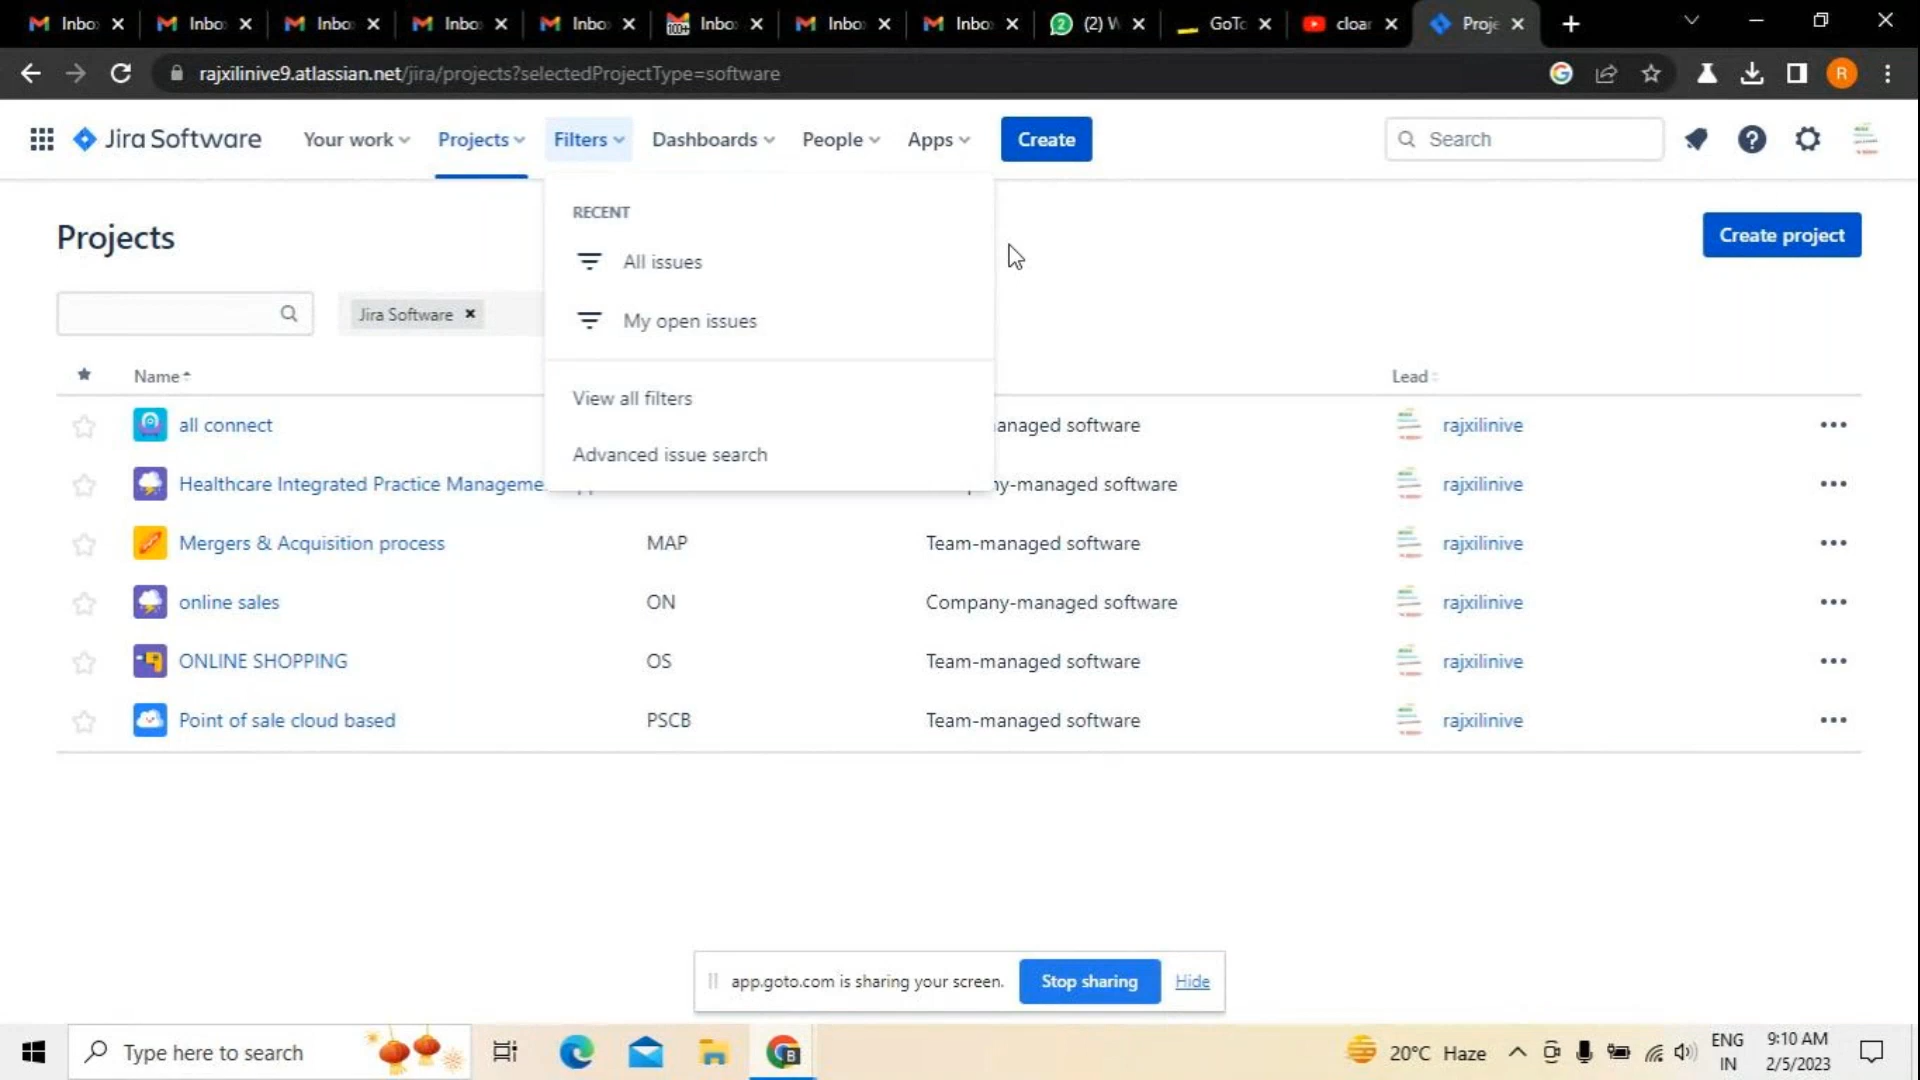 Inbo Inbo Inbo Inbo Inbo 100+ Inbo Inbo Inbo 2 (2) W GoTo cloar Proje
rajxilinive9.atlassian.net/jira/projects?selectedProjectType=software R
Jira Software Your work Projects Filters Dashboards People Apps Create Search
RECENT
Projects Create project
All issues
Jira Software × My open issues
Name Lead
View all filters
all connect anaged software rajxilinive
Advanced issue search
Healthcare Integrated Practice Manageme ny-managed software rajxilinive
Mergers & Acquisition process MAP Team-managed software rajxilinive
online sales ON Company-managed software rajxilinive
ONLINE SHOPPING OS Team-managed software rajxilinive
Point of sale cloud based PSCB Team-managed software rajxilinive
app.goto.com is sharing your screen. Stop sharing Hide
Type here to search B 20°C Haze ENG 9:10 AM
IN 2/5/2023